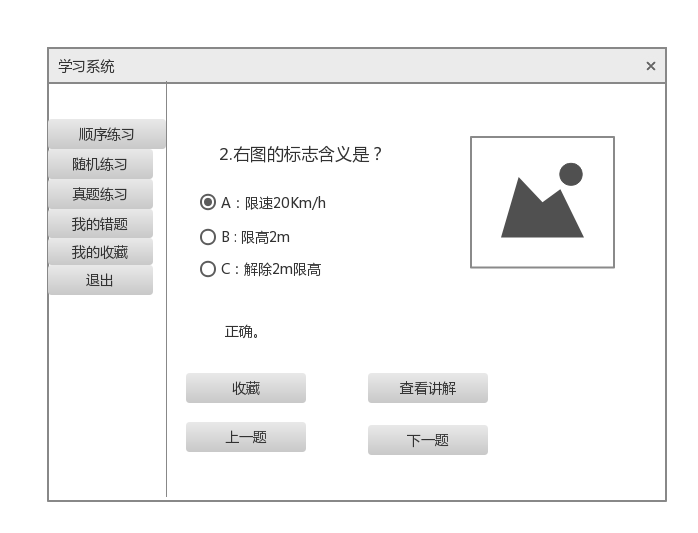 学习系统
顺序练习
随机练习
真题练习
我的错题
我的收藏
退出
2.右图的标志含义是？
A：限速20Km/h
B : 限高2m
C：解除2m限高
正确。
收藏
查看讲解
上一题
下一题